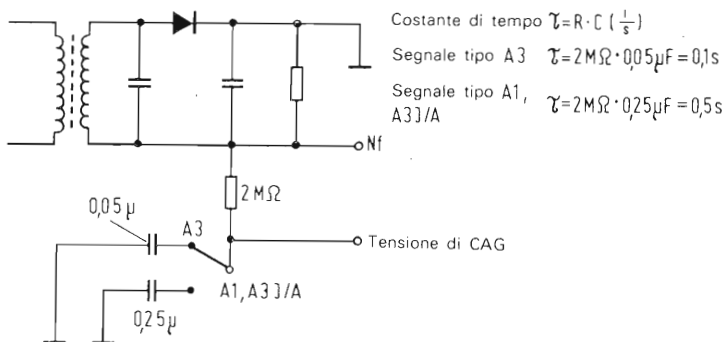 Costante di tempo τ=R·C (1/s)
Segnale tipo A3 τ=2MΩ·0,05µF=0,1s
Segnale tipo A1,
A3J/A τ=2MΩ·0,25µF=0,5s
Nf
2MΩ
0,05µ
A3
Tensione di CAG
A1,A3J/A
0,25µ